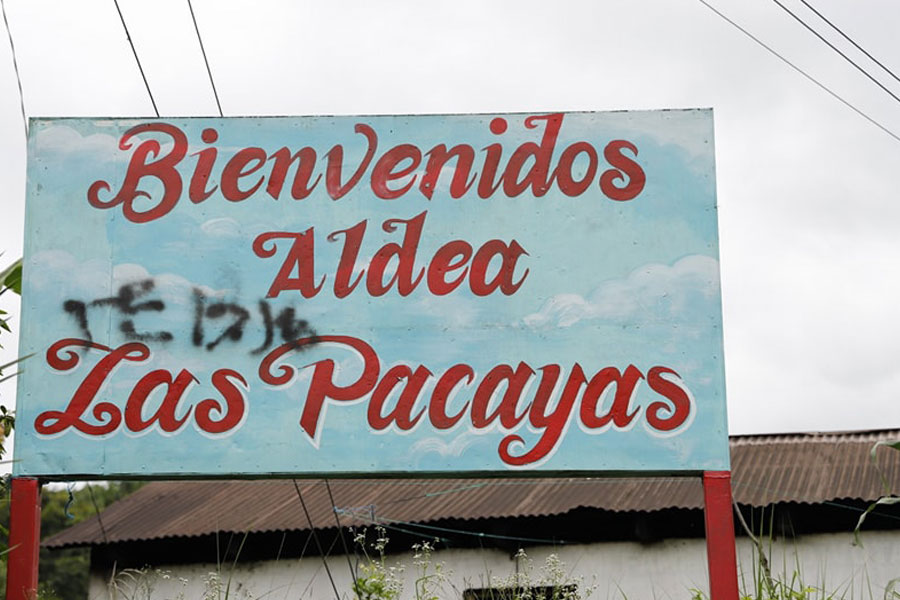 Bienvenidos
Aldea
Las Pacayas